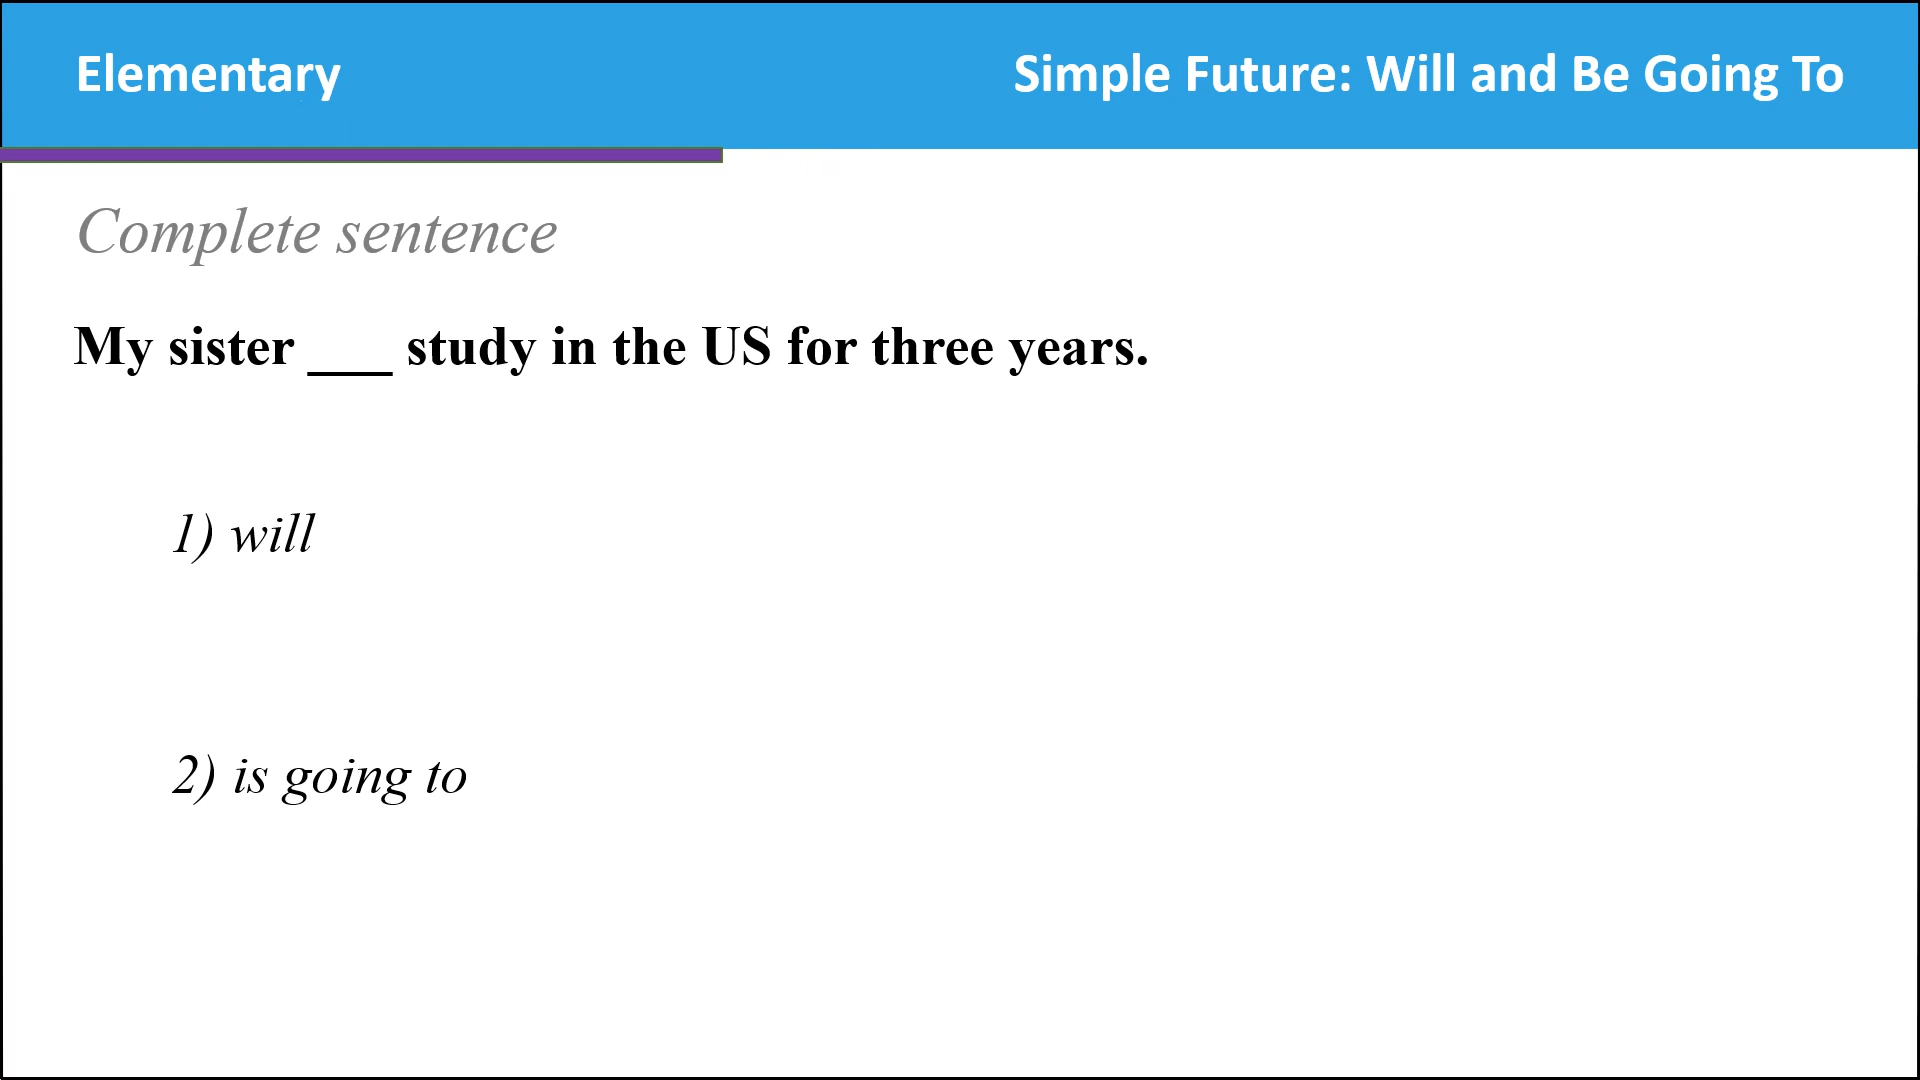 Elementary
Simple Future: Will and Be Going To
Complete sentence
My sister ___ study in the US for three years.
1) will
2) is going to